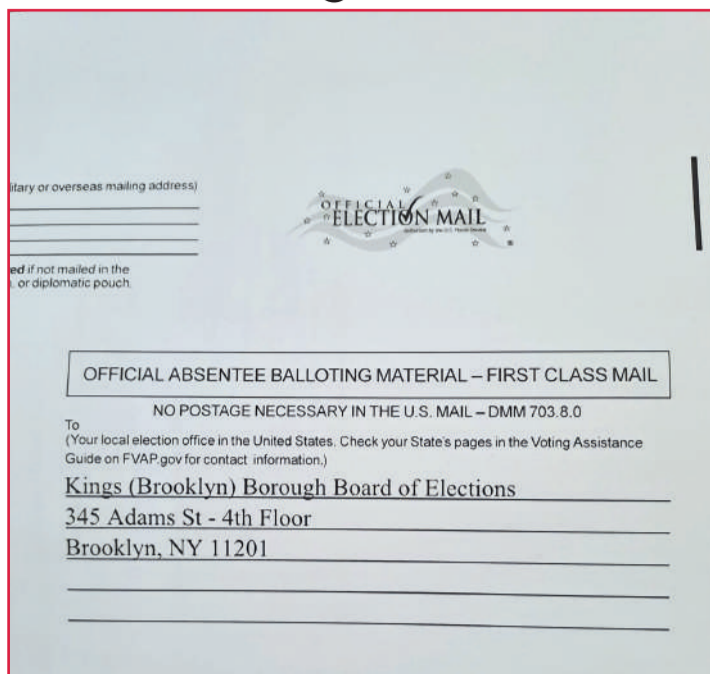 itary or overseas mailing address)
ed if not mailed in the
or diplomatic pouch.
OFFICIAL
ELECTION MAIL
OFFICIAL ABSENTEE BALLOTING MATERIAL – FIRST CLASS MAIL
NO POSTAGE NECESSARY IN THE U.S. MAIL – DMM 703.8.0
To
(Your local election office in the United States. Check your State's pages in the Voting Assistance
Guide on FVAP.gov for contact information.)
Kings (Brooklyn) Borough Board of Elections
345 Adams St - 4th Floor
Brooklyn, NY 11201